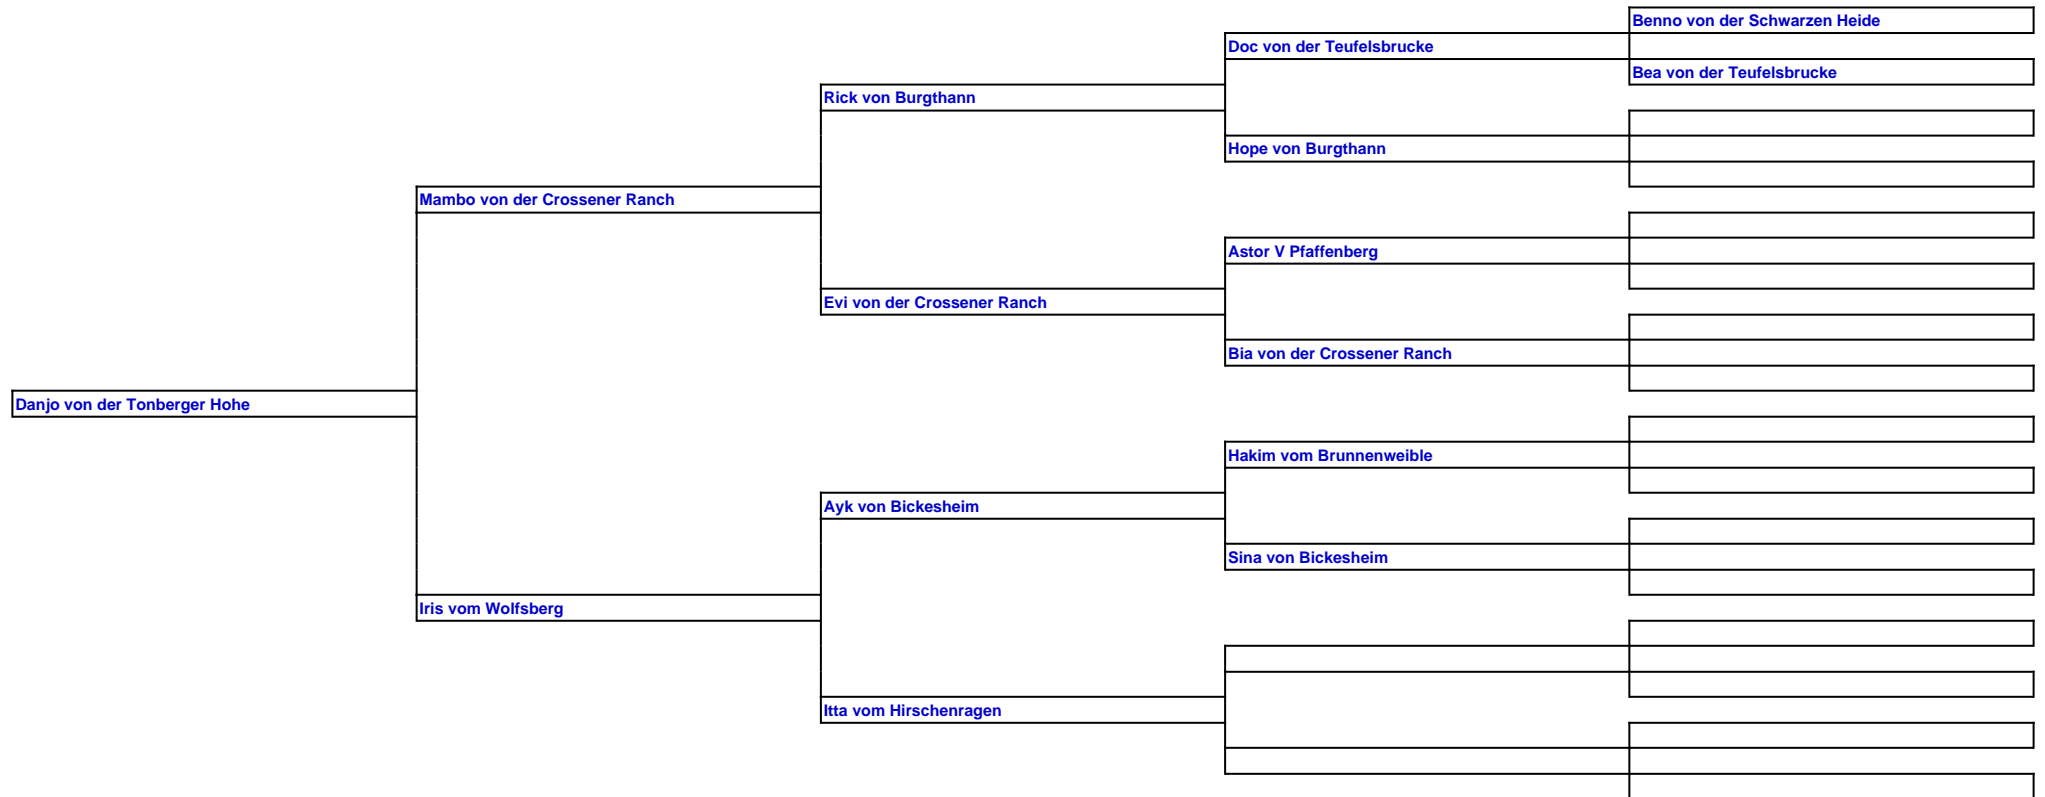 Benno von der Schwarzen Heide
Doc von der Teufelsbrucke
Bea von der Teufelsbrucke
Rick von Burgthann
Hope von Burgthann
Mambo von der Crossener Ranch
Astor V Pfaffenberg
Evi von der Crossener Ranch
Bia von der Crossener Ranch
Danjo von der Tonberger Hohe
Hakim vom Brunnenweible
Ayk von Bickesheim
Sina von Bickesheim
Iris vom Wolfsberg
Itta vom Hirschenragen